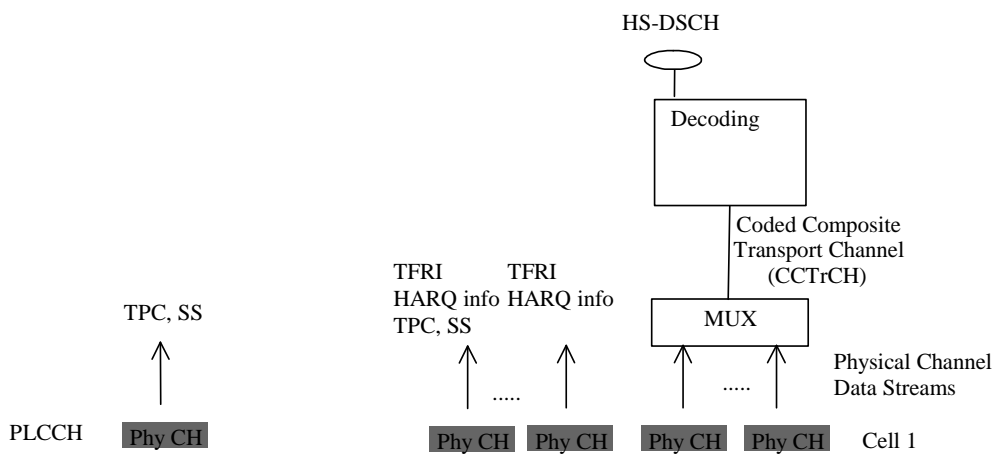 HS-DSCH
Decoding
Coded Composite
Transport Channel
(CCTrCH)
TFRI
HARQ info
TPC, SS
TFRI
HARQ info
TPC, SS
MUX
Physical Channel
Data Streams
.....
.....
PLCCH
Phy CH
Phy CH
Phy CH
Phy CH
Phy CH
Cell 1